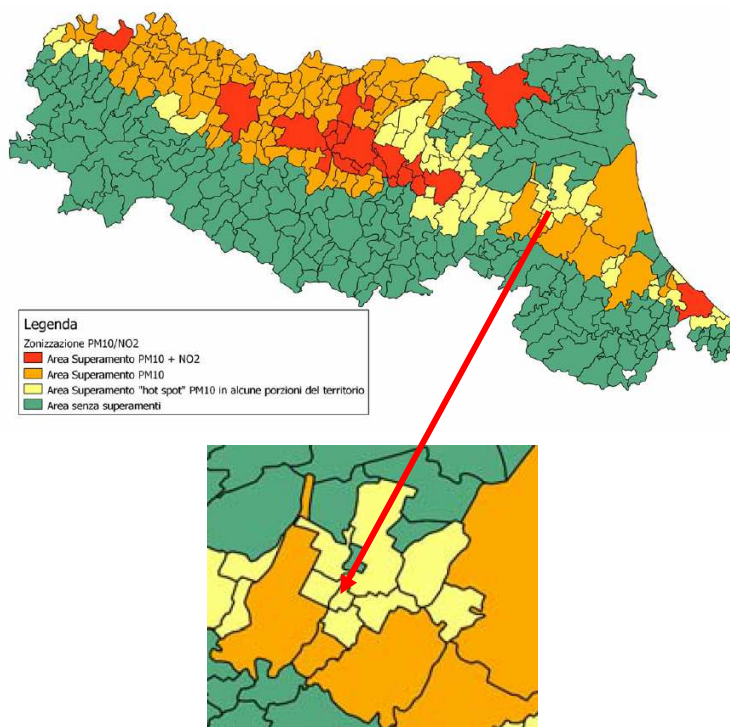 Legenda
Zonizzazione PM10/NO2
Area Superamento PM10 + NO2
Area Superamento PM10
Area Superamento "hot spot" PM10 in alcune porzioni del territorio
Area senza superamenti